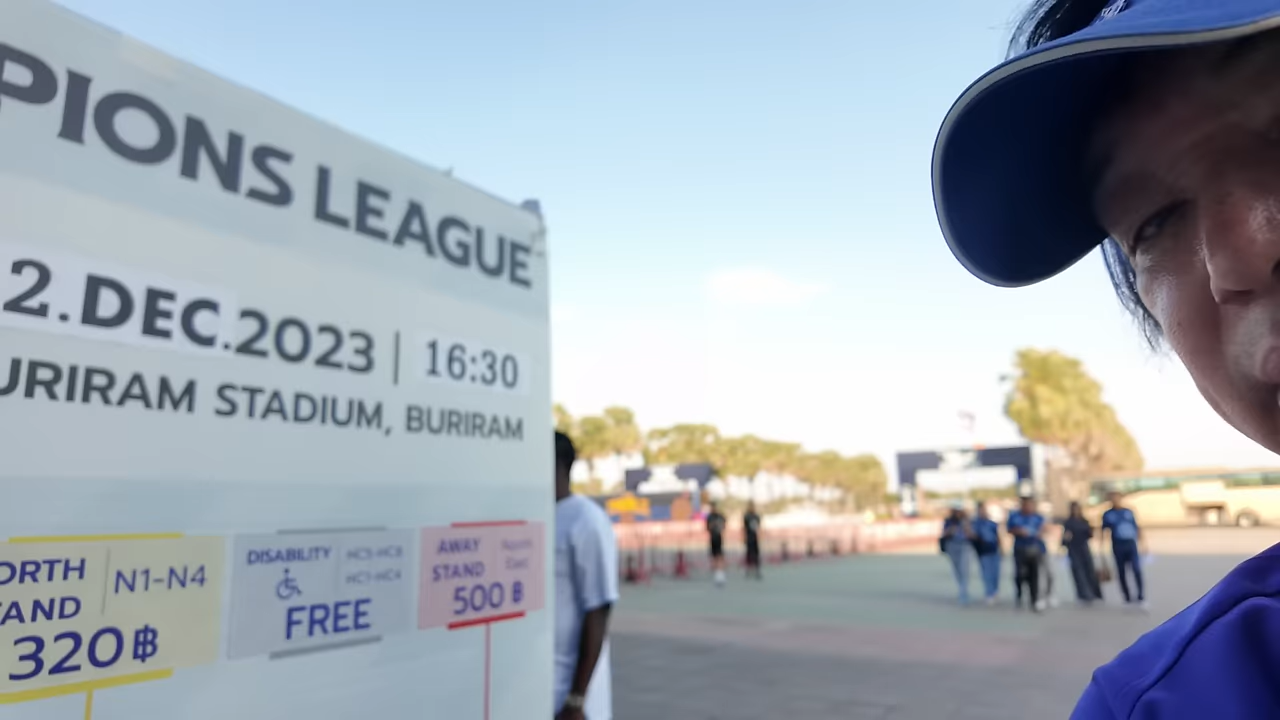 PIONS LEAGUE
2.DEC.2023 | 16:30
URIRAM STADIUM, BURIRAM
ORTH
TAND
N1-N4
320฿
DISABILITY
FREE
AWAY
STAND
500฿